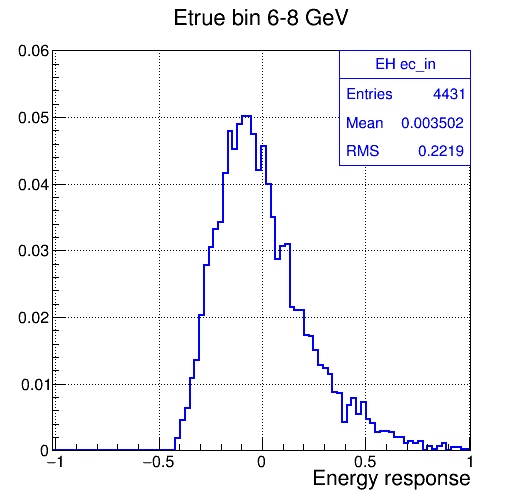 Etrue bin 6-8 GeV
EH ec_in
Entries 4431
Mean 0.003502
RMS 0.2219
0.06
0.05
0.04
0.03
0.02
0.01
0
−1 −0.5 0 0.5 1
Energy response